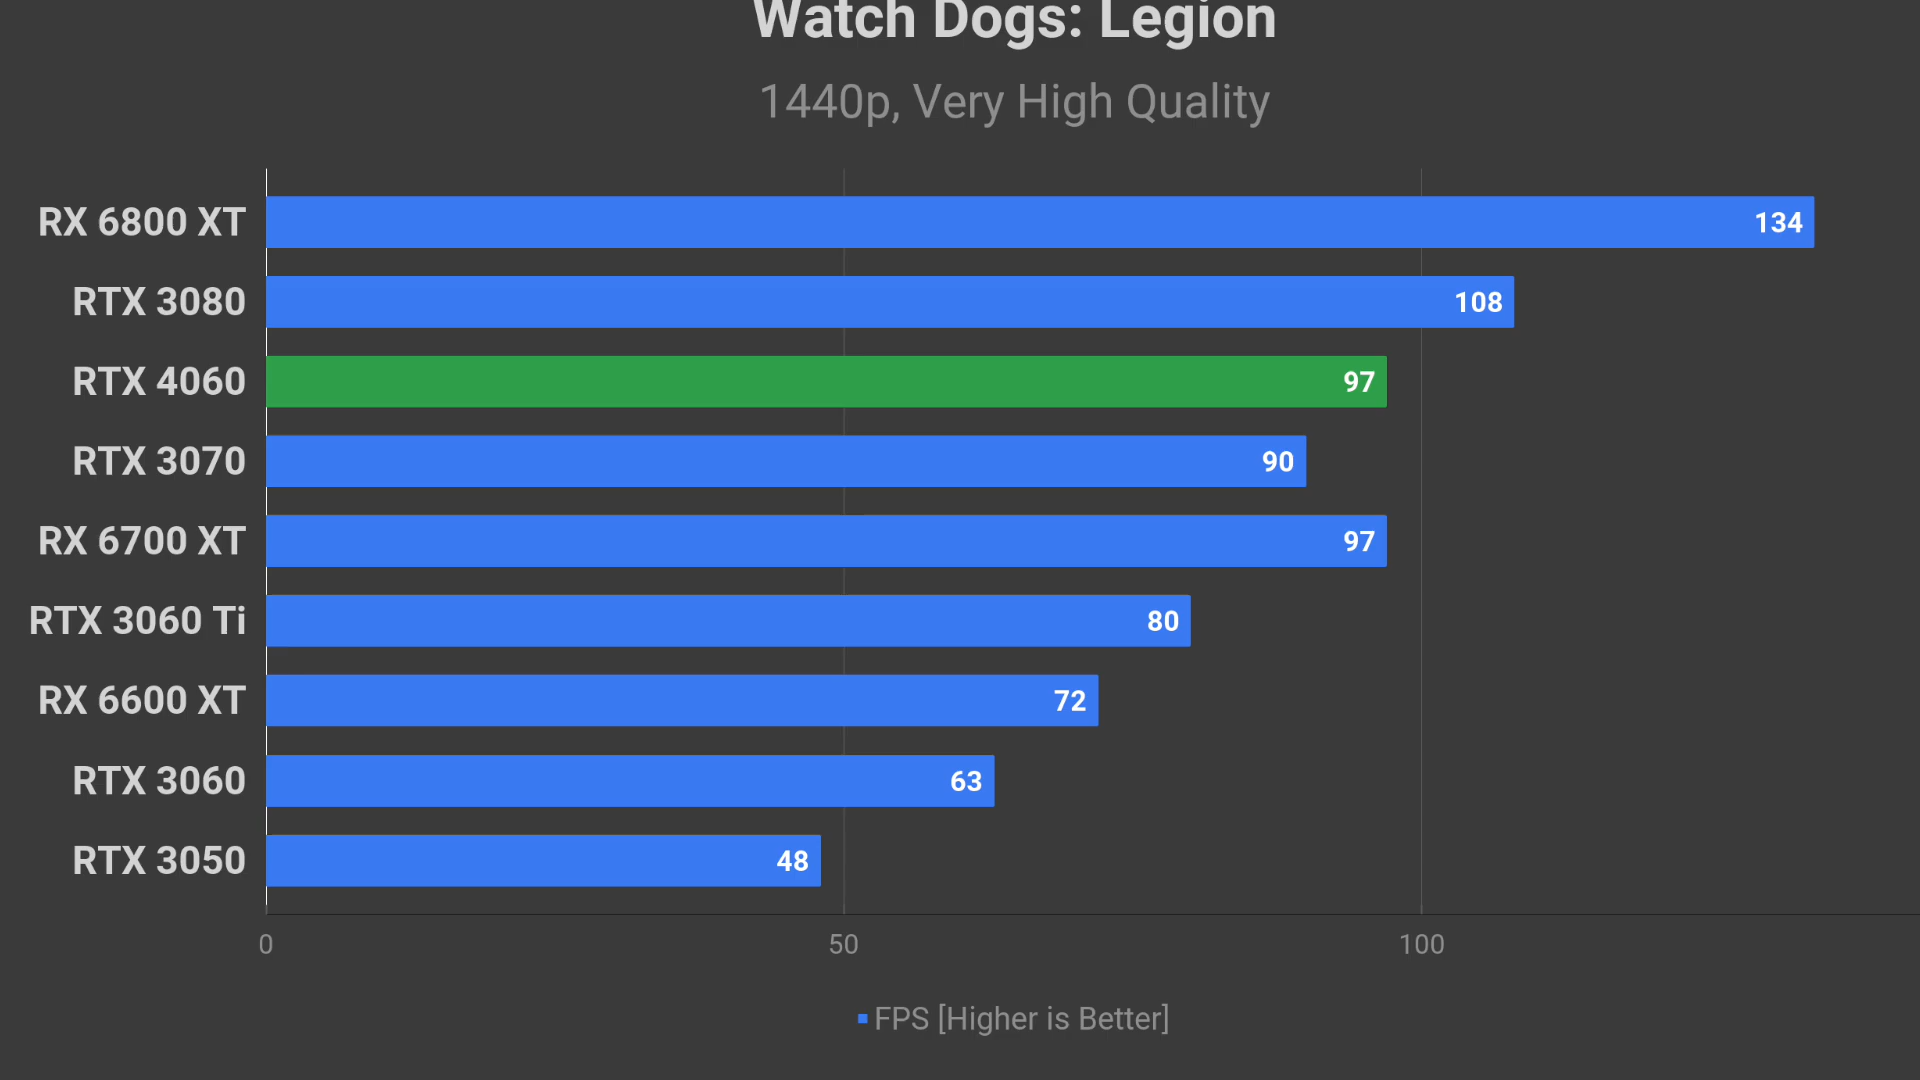 Watch Dogs: Legion
1440p, Very High Quality
RX 6800 XT 134
RTX 3080 108
RTX 4060 97
RTX 3070 90
RX 6700 XT 97
RTX 3060 Ti 80
RX 6600 XT 72
RTX 3060 63
RTX 3050 48
0 50 100
FPS [Higher is Better]